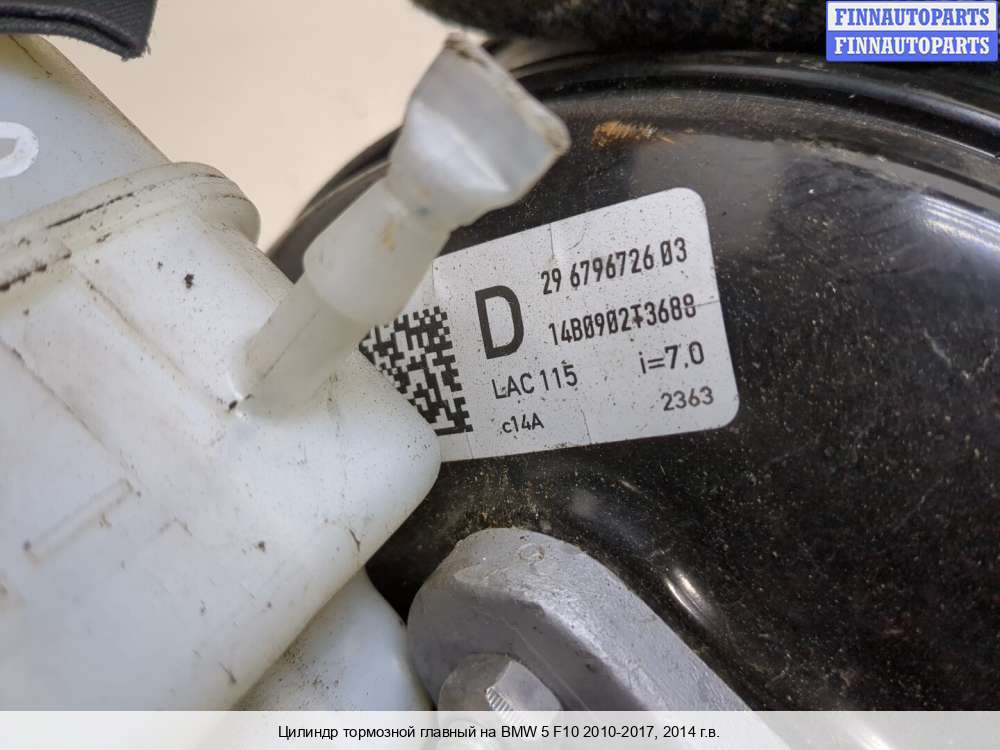 FINNAUTOPARTS
FINNAUTOPARTS
29 6796726 03
D
14B0902T3688
LAC 115
i=7.0
c14A
2363
Цилиндр тормозной главный на BMW 5 F10 2010-2017, 2014 г.в.